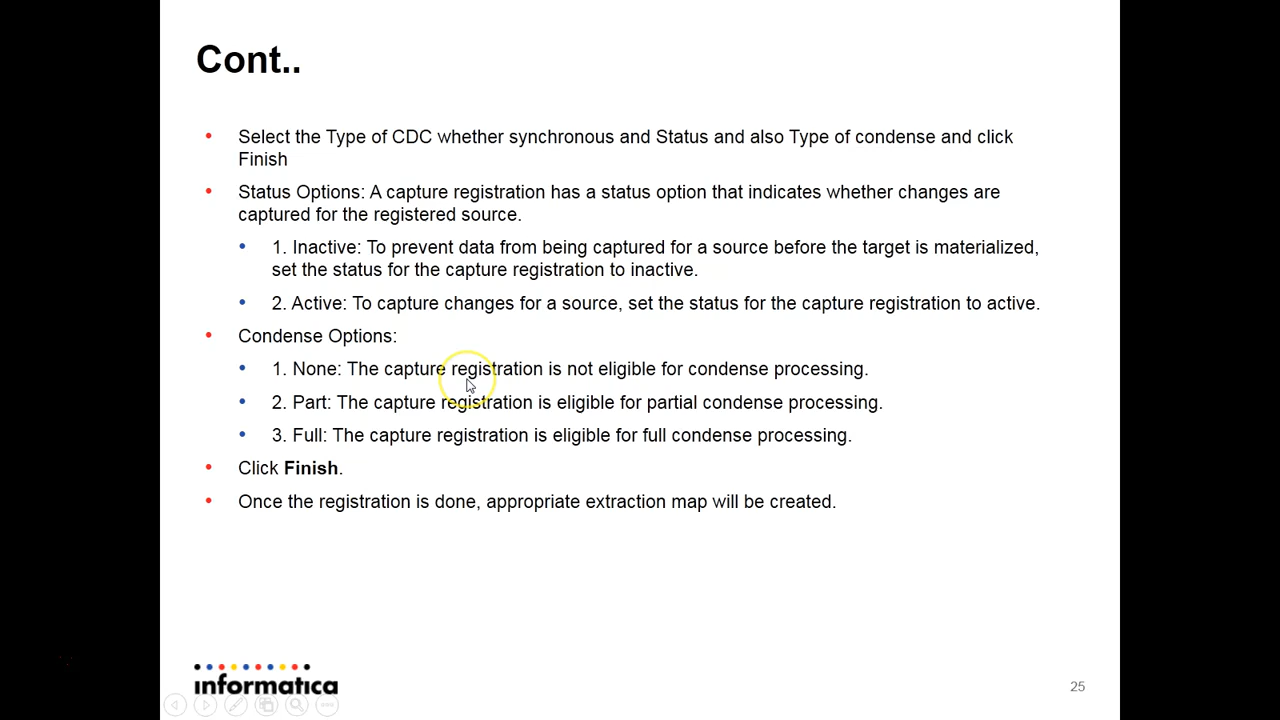 Cont..
• Select the Type of CDC whether synchronous and Status and also Type of condense and click
Finish
• Status Options: A capture registration has a status option that indicates whether changes are
captured for the registered source.
• 1. Inactive: To prevent data from being captured for a source before the target is materialized,
set the status for the capture registration to inactive.
• 2. Active: To capture changes for a source, set the status for the capture registration to active.
• Condense Options:
• 1. None: The capture registration is not eligible for condense processing.
• 2. Part: The capture registration is eligible for partial condense processing.
• 3. Full: The capture registration is eligible for full condense processing.
• Click Finish.
• Once the registration is done, appropriate extraction map will be created.
informatica
25